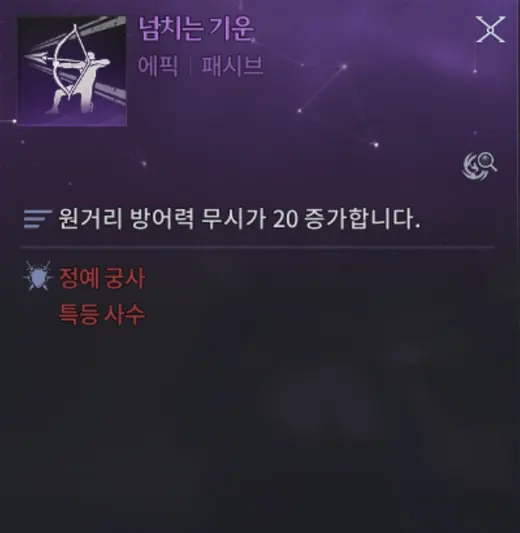 넘치는 기운
에픽 | 패시브
원거리 방어력 무시가 20 증가합니다.
정예 궁사
특등 사수